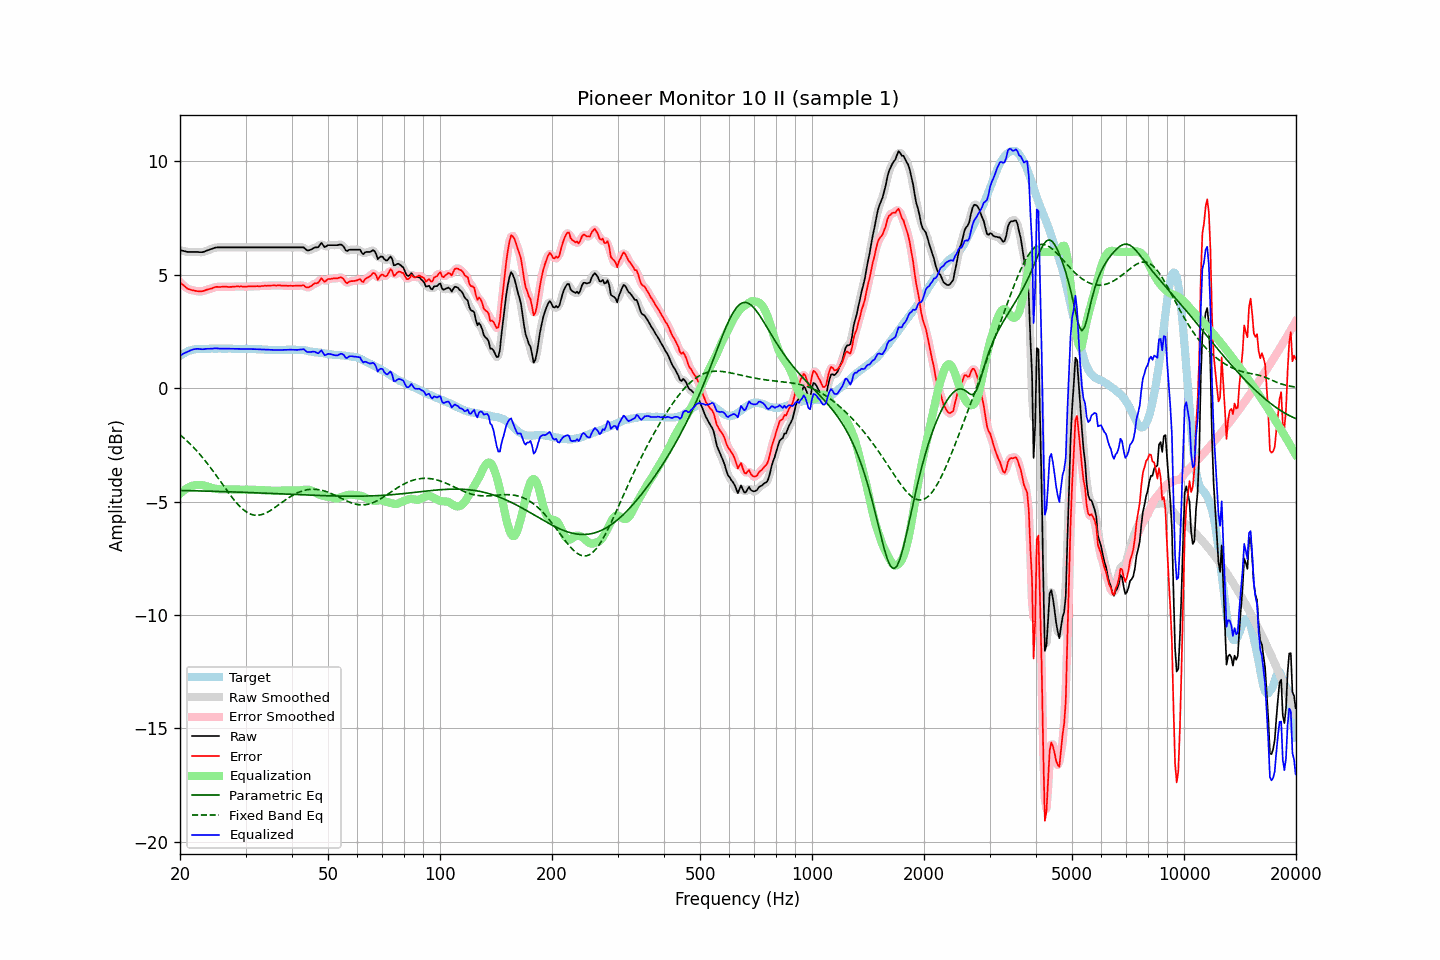 Pioneer Monitor 10 II (sample 1)
Amplitude (dBr)
10
5
0
−5
−10
−15
−20
Target
Raw Smoothed
Error Smoothed
Raw
Error
Equalization
Parametric Eq
Fixed Band Eq
Equalized
20
50
100
200
500
1000
2000
5000
10000
20000
Frequency (Hz)